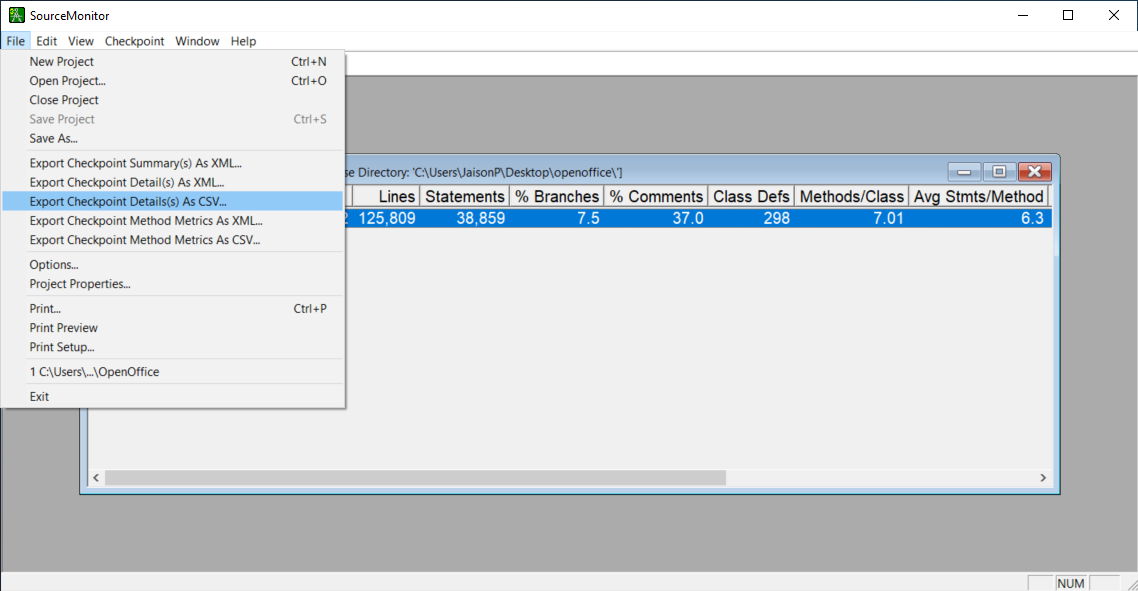 SourceMonitor
File Edit View Checkpoint Window Help
New Project Ctrl+N
Open Project... Ctrl+O
Close Project
Save Project Ctrl+S
Save As...
Export Checkpoint Summary(s) As XML...
Export Checkpoint Detail(s) As XML...
Export Checkpoint Details(s) As CSV...
Export Checkpoint Method Metrics As XML...
Export Checkpoint Method Metrics As CSV...
Options...
Project Properties...
Print... Ctrl+P
Print Preview
Print Setup...
1 C:\Users\...\OpenOffice
Exit
se Directory: 'C:\Users\JaisonP\Desktop\openoffice\']
Lines Statements % Branches % Comments Class Defs Methods/Class Avg Stmts/Method
2 125,809 38,859 7.5 37.0 298 7.01 6.3
NUM